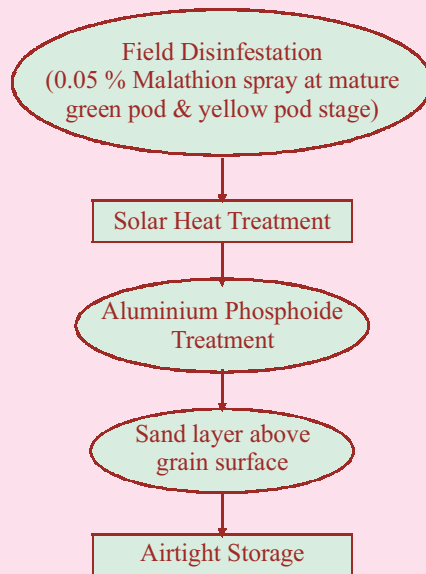 Field Disinfestation
(0.05 % Malathion spray at mature
green pod & yellow pod stage)
Solar Heat Treatment
Aluminium Phosphoide
Treatment
Sand layer above
grain surface
Airtight Storage